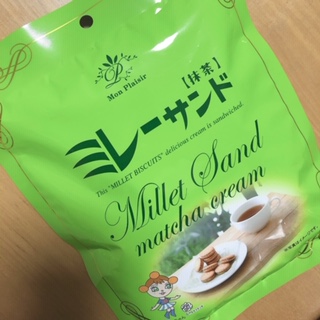 Mon Plaisir
【抹茶】
ミレーサンド
This "MILLET BISCUITS" delicious cream is sandwiched
Millet Sand
matcha cream